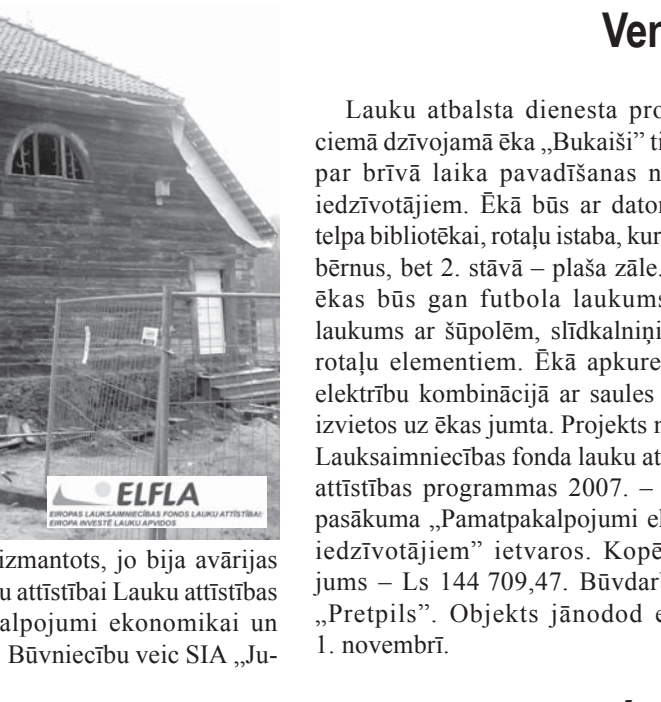 ELFLA
EIROPAS LAUKSAIMNIECĪBAS FONDS LAUKU ATTĪSTĪBAI:
EIROPA INVESTĒ LAUKU APVIDOS
izmantots, jo bija avārijas
u attīstībai Lauku attīstības
alpojumi ekonomikai un
Būvniecību veic SIA „Ju-
Ven
Lauku atbalsta dienesta pro
ciemā dzīvojamā ēka „Bukaiši” ti
par brīvā laika pavadīšanas n
iedzīvotājiem. Ēkā būs ar dator
telpa bibliotēkai, rotaļu istaba, kur
bērnus, bet 2. stāvā – plaša zāle.
ēkas būs gan futbola laukums
laukums ar šūpolēm, slīdkalniņi
rotaļu elementiem. Ēkā apkure
elektrību kombinācijā ar saules
izvietos uz ēkas jumta. Projekts
Lauksaimniecības fonda lauku at
attīstības programmas 2007. –
pasākuma „Pamatpakalpojumi el
iedzīvotājiem” ietvaros. Kopē
jums – Ls 144 709,47. Būvdarb
„Pretpils”. Objekts jānodod e
1. novembrī.